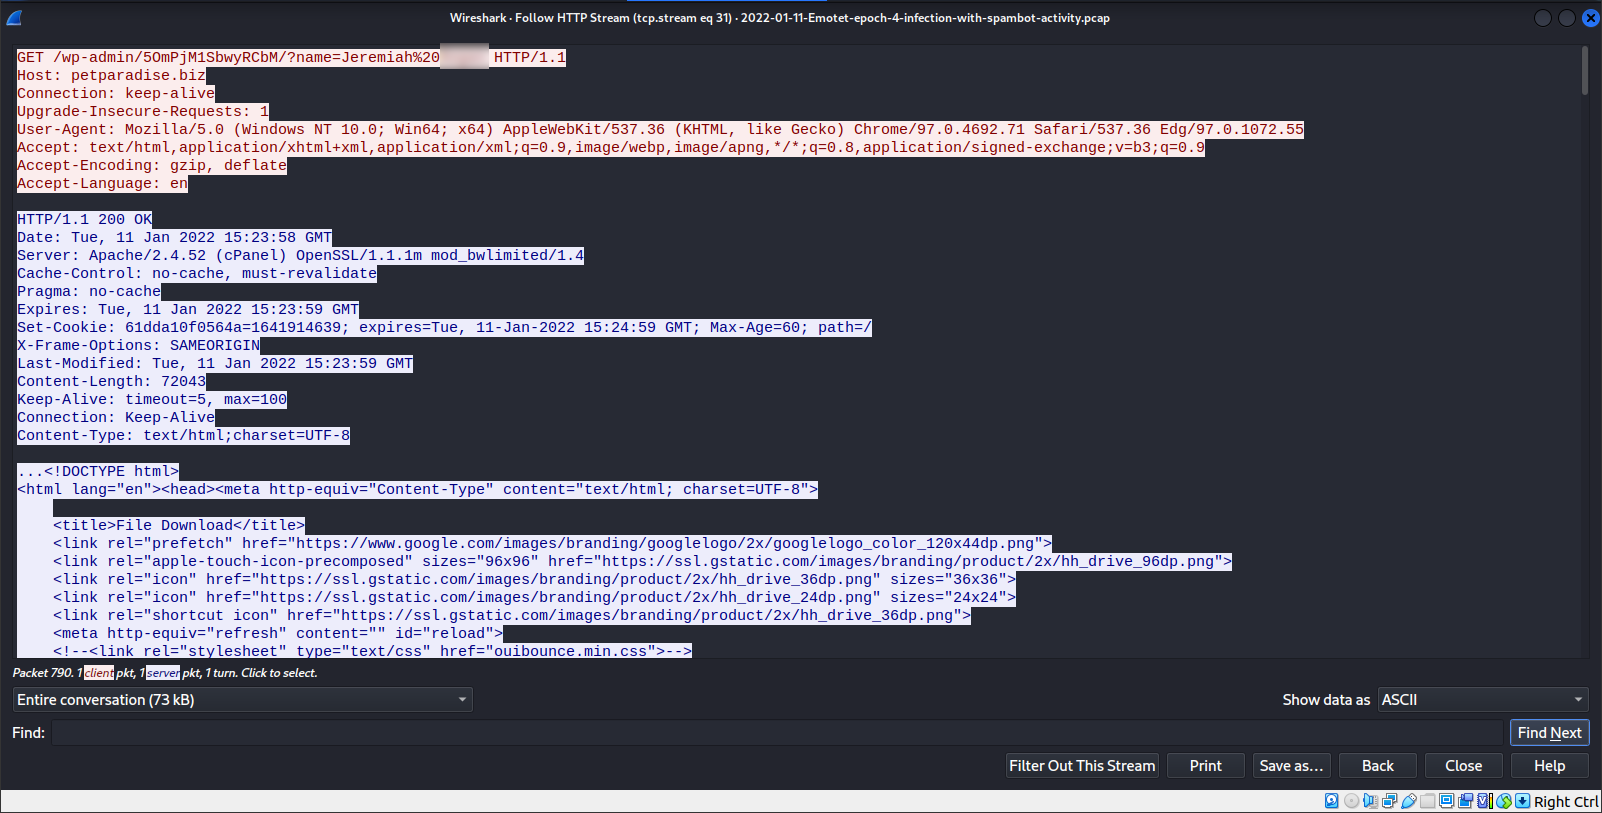 Wireshark · Follow HTTP Stream (tcp.stream eq 31) · 2022-01-11-Emotet-epoch-4-infection-with-spambot-activity.pcap
GET /wp-admin/5OmPjM1SbwyRCbM/?name=Jeremiah%20 HTTP/1.1
Host: petparadise.biz
Connection: keep-alive
Upgrade-Insecure-Requests: 1
User-Agent: Mozilla/5.0 (Windows NT 10.0; Win64; x64) AppleWebKit/537.36 (KHTML, like Gecko) Chrome/97.0.4692.71 Safari/537.36 Edg/97.0.1072.55
Accept: text/html,application/xhtml+xml,application/xml;q=0.9,image/webp,image/apng,*/*;q=0.8,application/signed-exchange;v=b3;q=0.9
Accept-Encoding: gzip, deflate
Accept-Language: en
HTTP/1.1 200 OK
Date: Tue, 11 Jan 2022 15:23:58 GMT
Server: Apache/2.4.52 (cPanel) OpenSSL/1.1.1m mod_bwlimited/1.4
Cache-Control: no-cache, must-revalidate
Pragma: no-cache
Expires: Tue, 11 Jan 2022 15:23:59 GMT
Set-Cookie: 61dda10f0564a=1641914639; expires=Tue, 11-Jan-2022 15:24:59 GMT; Max-Age=60; path=/
X-Frame-Options: SAMEORIGIN
Last-Modified: Tue, 11 Jan 2022 15:23:59 GMT
Content-Length: 72043
Keep-Alive: timeout=5, max=100
Connection: Keep-Alive
Content-Type: text/html;charset=UTF-8
...<!DOCTYPE html>
<html lang="en"><head><meta http-equiv="Content-Type" content="text/html; charset=UTF-8">
<title>File Download</title>
<link rel="prefetch" href="https://www.google.com/images/branding/googlelogo/2x/googlelogo_color_120x44dp.png">
<link rel="apple-touch-icon-precomposed" sizes="96x96" href="https://ssl.gstatic.com/images/branding/product/2x/hh_drive_96dp.png">
<link rel="icon" href="https://ssl.gstatic.com/images/branding/product/2x/hh_drive_36dp.png" sizes="36x36">
<link rel="icon" href="https://ssl.gstatic.com/images/branding/product/2x/hh_drive_24dp.png" sizes="24x24">
<link rel="shortcut icon" href="https://ssl.gstatic.com/images/branding/product/2x/hh_drive_36dp.png">
<meta http-equiv="refresh" content="" id="reload">
<!--<link rel="stylesheet" type="text/css" href="ouibounce.min.css">-->
Packet 790. 1 client pkt, 1 server pkt, 1 turn. Click to select.
Entire conversation (73 kB) Show data as ASCII
Find: Find Next
Filter Out This Stream Print Save as… Back Close Help
Right Ctrl